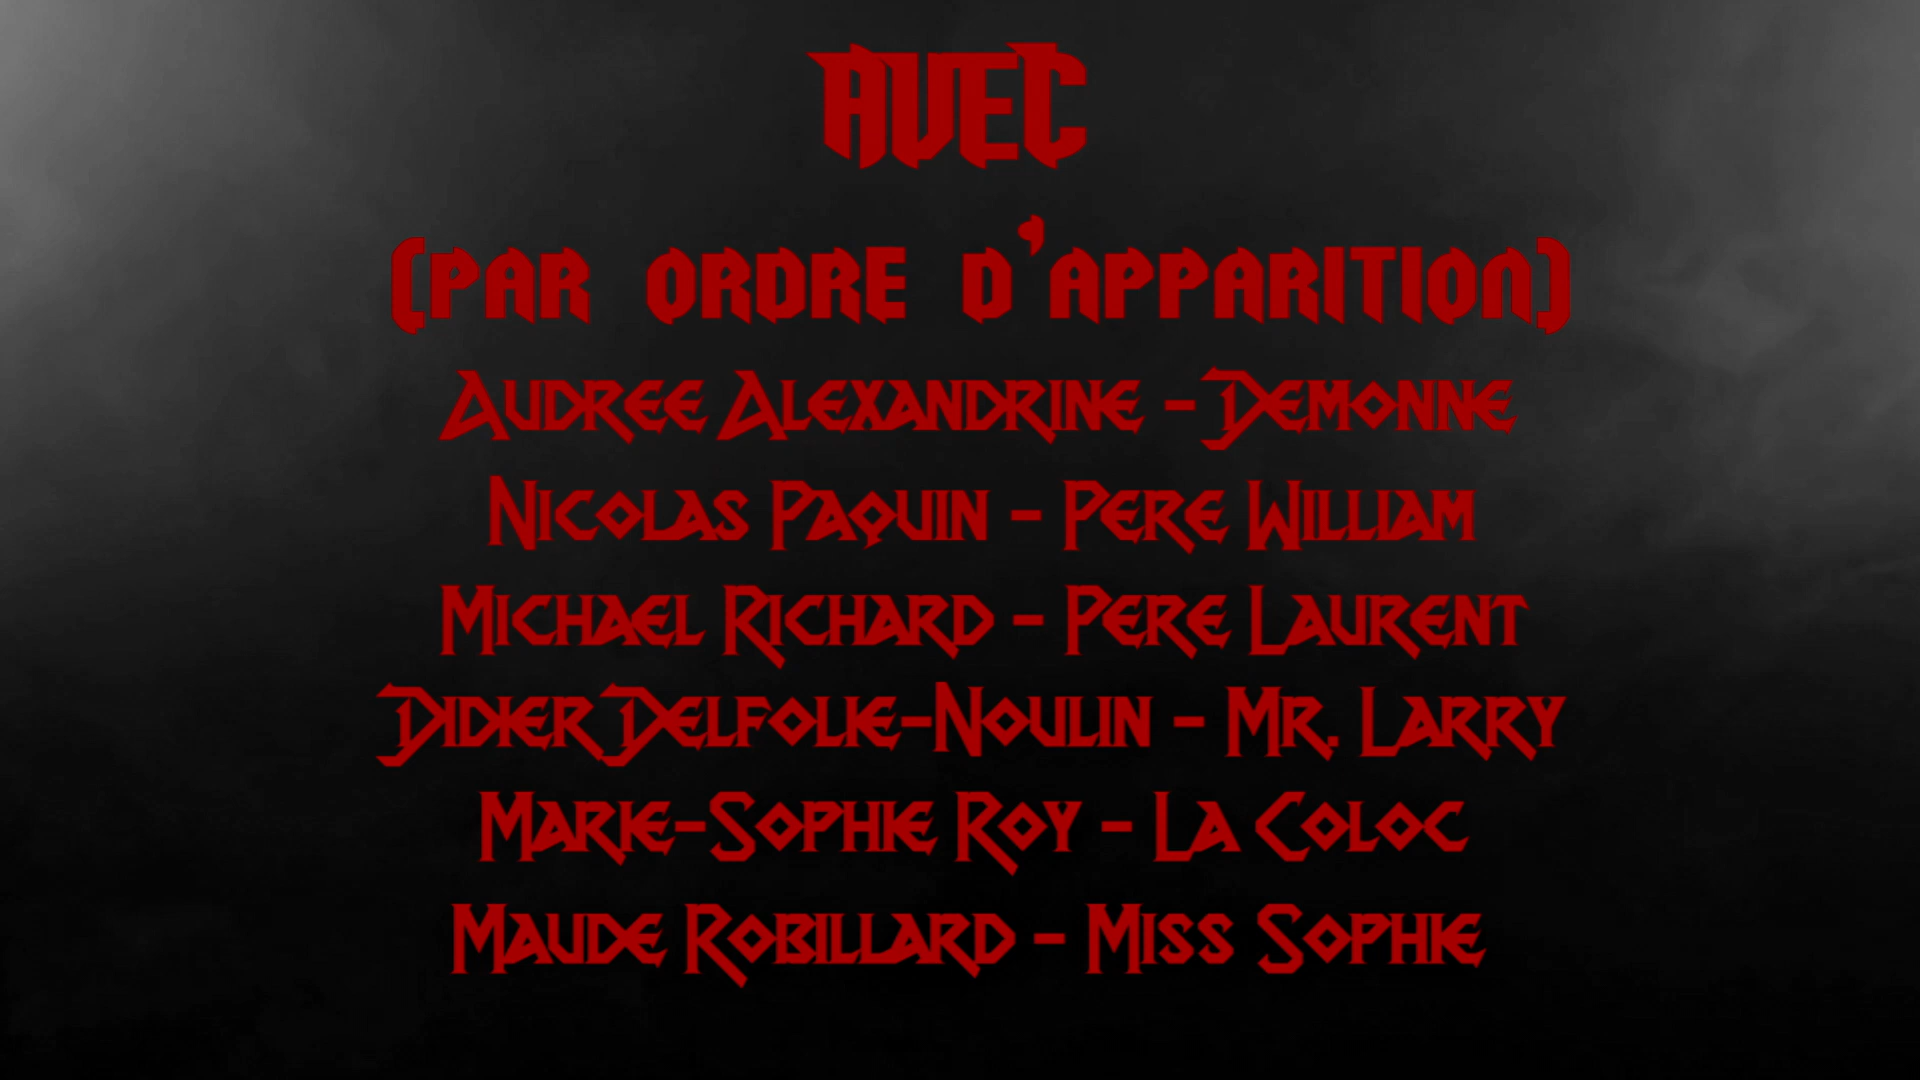 AVEC
(PAR ORDRE D'APPARITION)
AUDREE ALEXANDRINE - DEMONNE
NICOLAS PAQUIN - PERE WILLIAM
MICHAEL RICHARD - PERE LAURENT
DIDIER DELFOLIE-NOULIN - MR. LARRY
MARIE-SOPHIE ROY - LA COLOC
MAUDE ROBILLARD - MISS SOPHIE